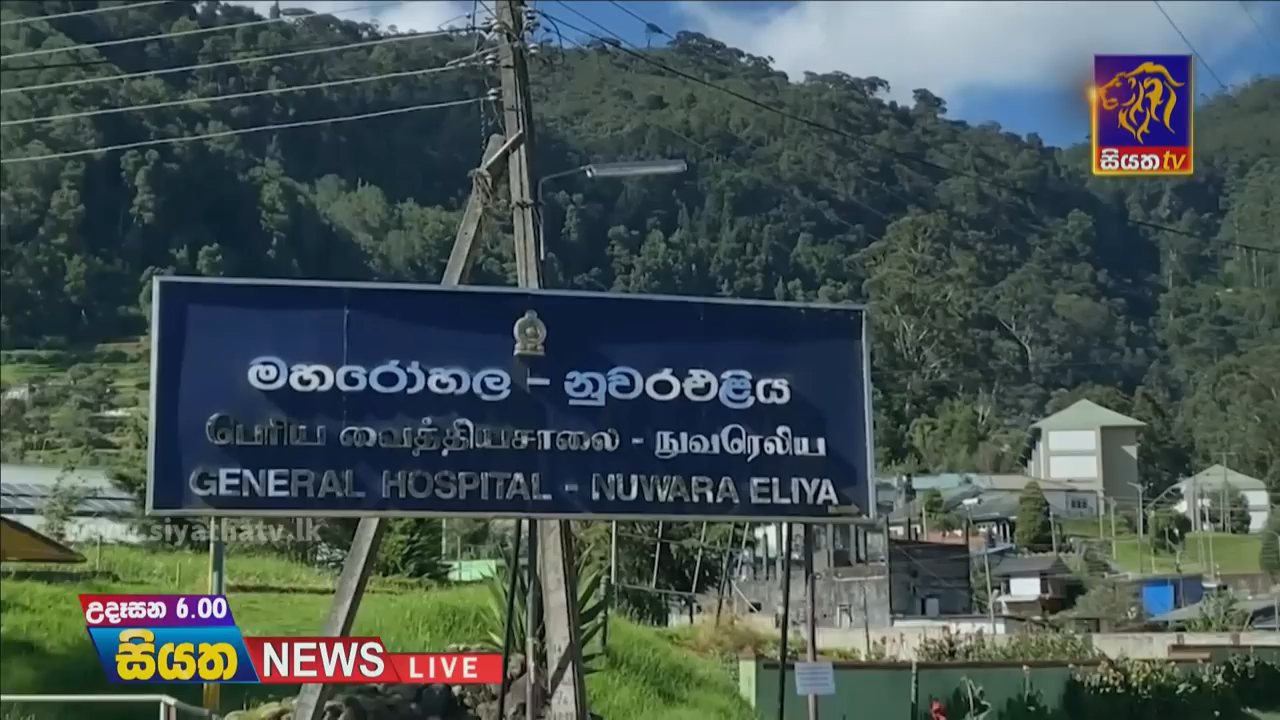 සියත tv
මහරෝහල - නුවරඑළිය
பெரிய வைத்தியசாலை - நுவரெலிய
GENERAL HOSPITAL - NUWARA ELIYA
www.siyathatv.lk
උදෑසන 6.00
සියත NEWS LIVE